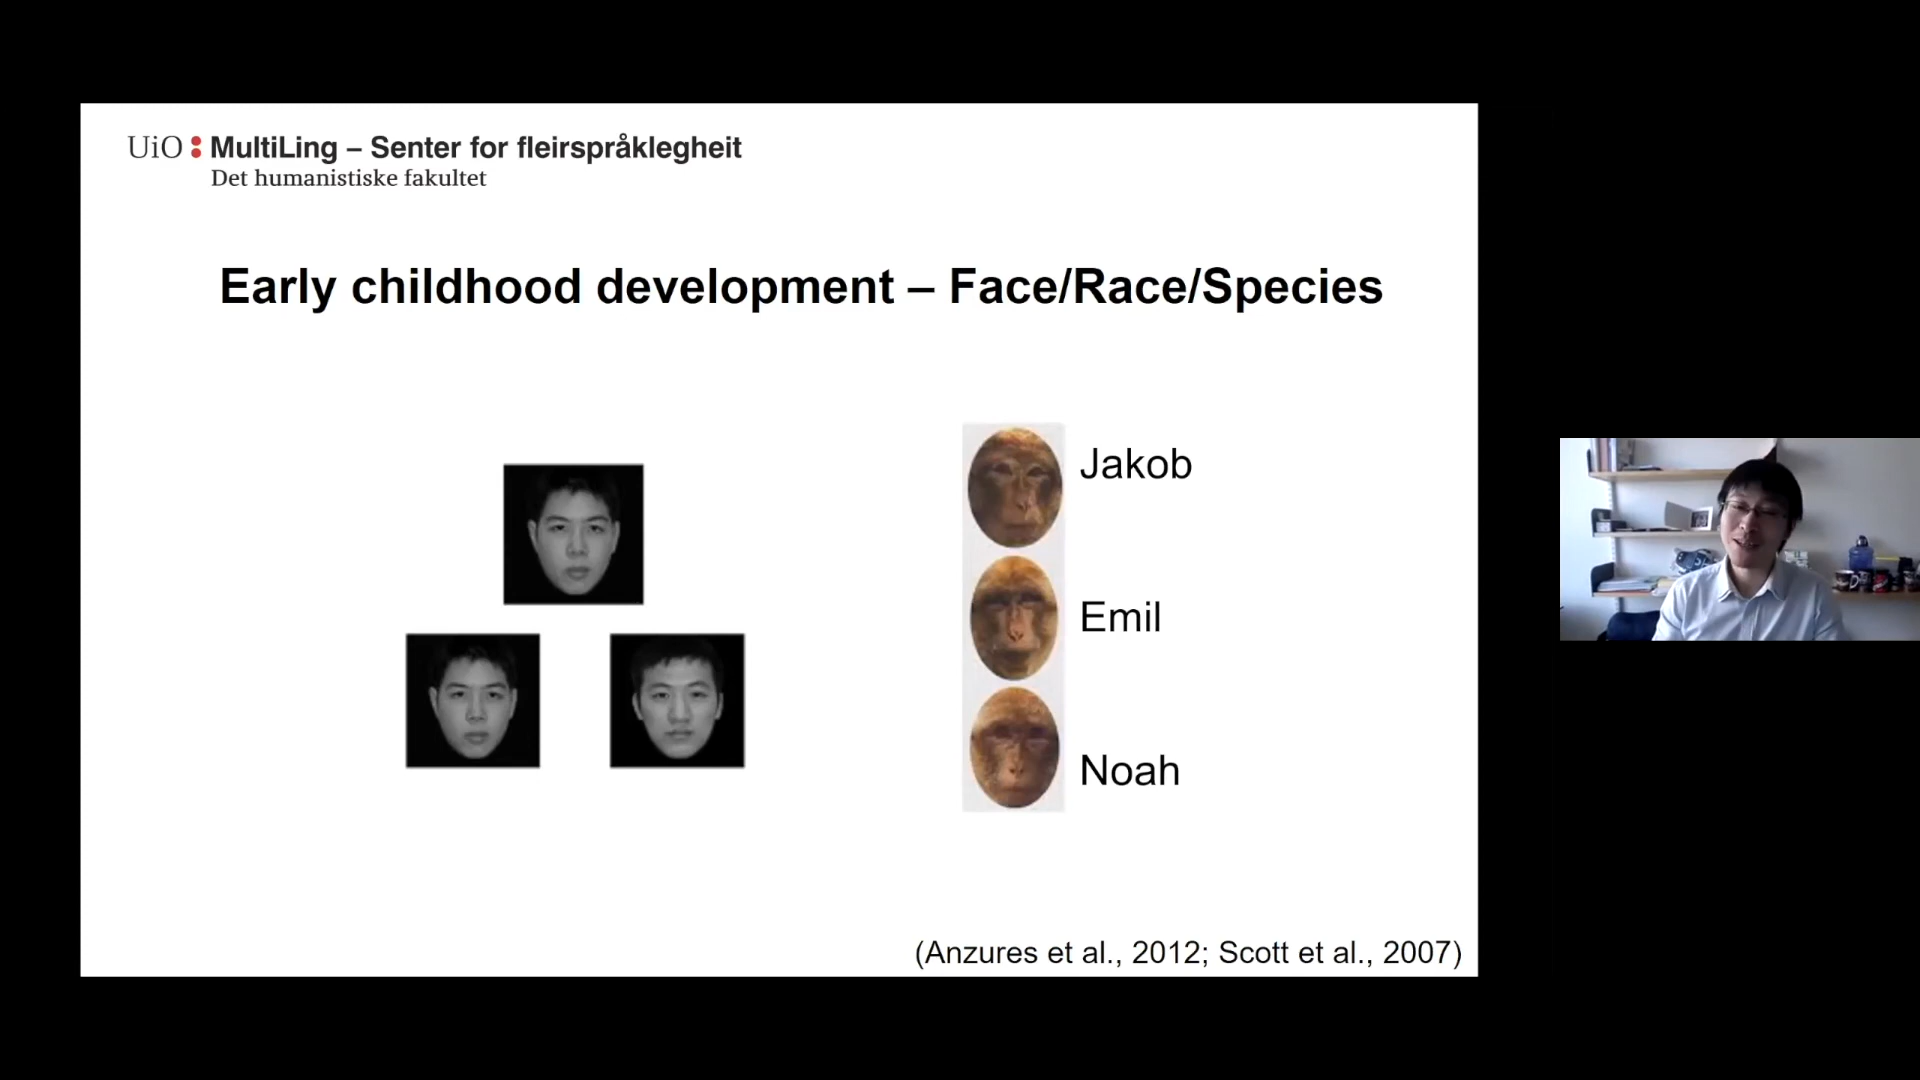 UiO : MultiLing – Senter for fleirspråklegheit
Det humanistiske fakultet
Early childhood development – Face/Race/Species
Jakob
Emil
Noah
(Anzures et al., 2012; Scott et al., 2007)